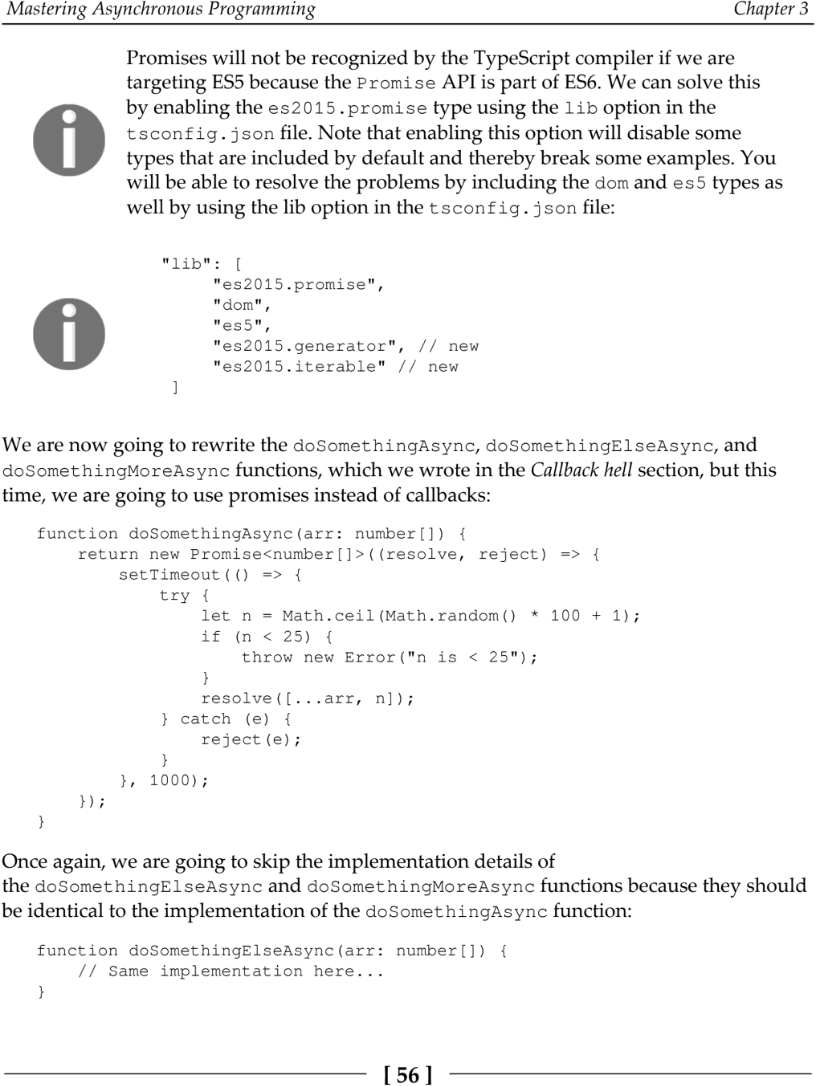 Mastering Asynchronous Programming Chapter 3
Promises will not be recognized by the TypeScript compiler if we are
targeting ES5 because the Promise API is part of ES6. We can solve this
by enabling the es2015.promise type using the lib option in the
tsconfig.json file. Note that enabling this option will disable some
types that are included by default and thereby break some examples. You
will be able to resolve the problems by including the dom and es5 types as
well by using the lib option in the tsconfig.json file:
"lib": [
     "es2015.promise",
     "dom",
     "es5",
     "es2015.generator", // new
     "es2015.iterable" // new
 ]
We are now going to rewrite the doSomethingAsync, doSomethingElseAsync, and
doSomethingMoreAsync functions, which we wrote in the Callback hell section, but this
time, we are going to use promises instead of callbacks:
function doSomethingAsync(arr: number[]) {
    return new Promise<number[]>((resolve, reject) => {
        setTimeout(() => {
            try {
                let n = Math.ceil(Math.random() * 100 + 1);
                if (n < 25) {
                    throw new Error("n is < 25");
                }
                resolve([...arr, n]);
            } catch (e) {
                reject(e);
            }
        }, 1000);
    });
}
Once again, we are going to skip the implementation details of
the doSomethingElseAsync and doSomethingMoreAsync functions because they should
be identical to the implementation of the doSomethingAsync function:
function doSomethingElseAsync(arr: number[]) {
    // Same implementation here...
}
[ 56 ]